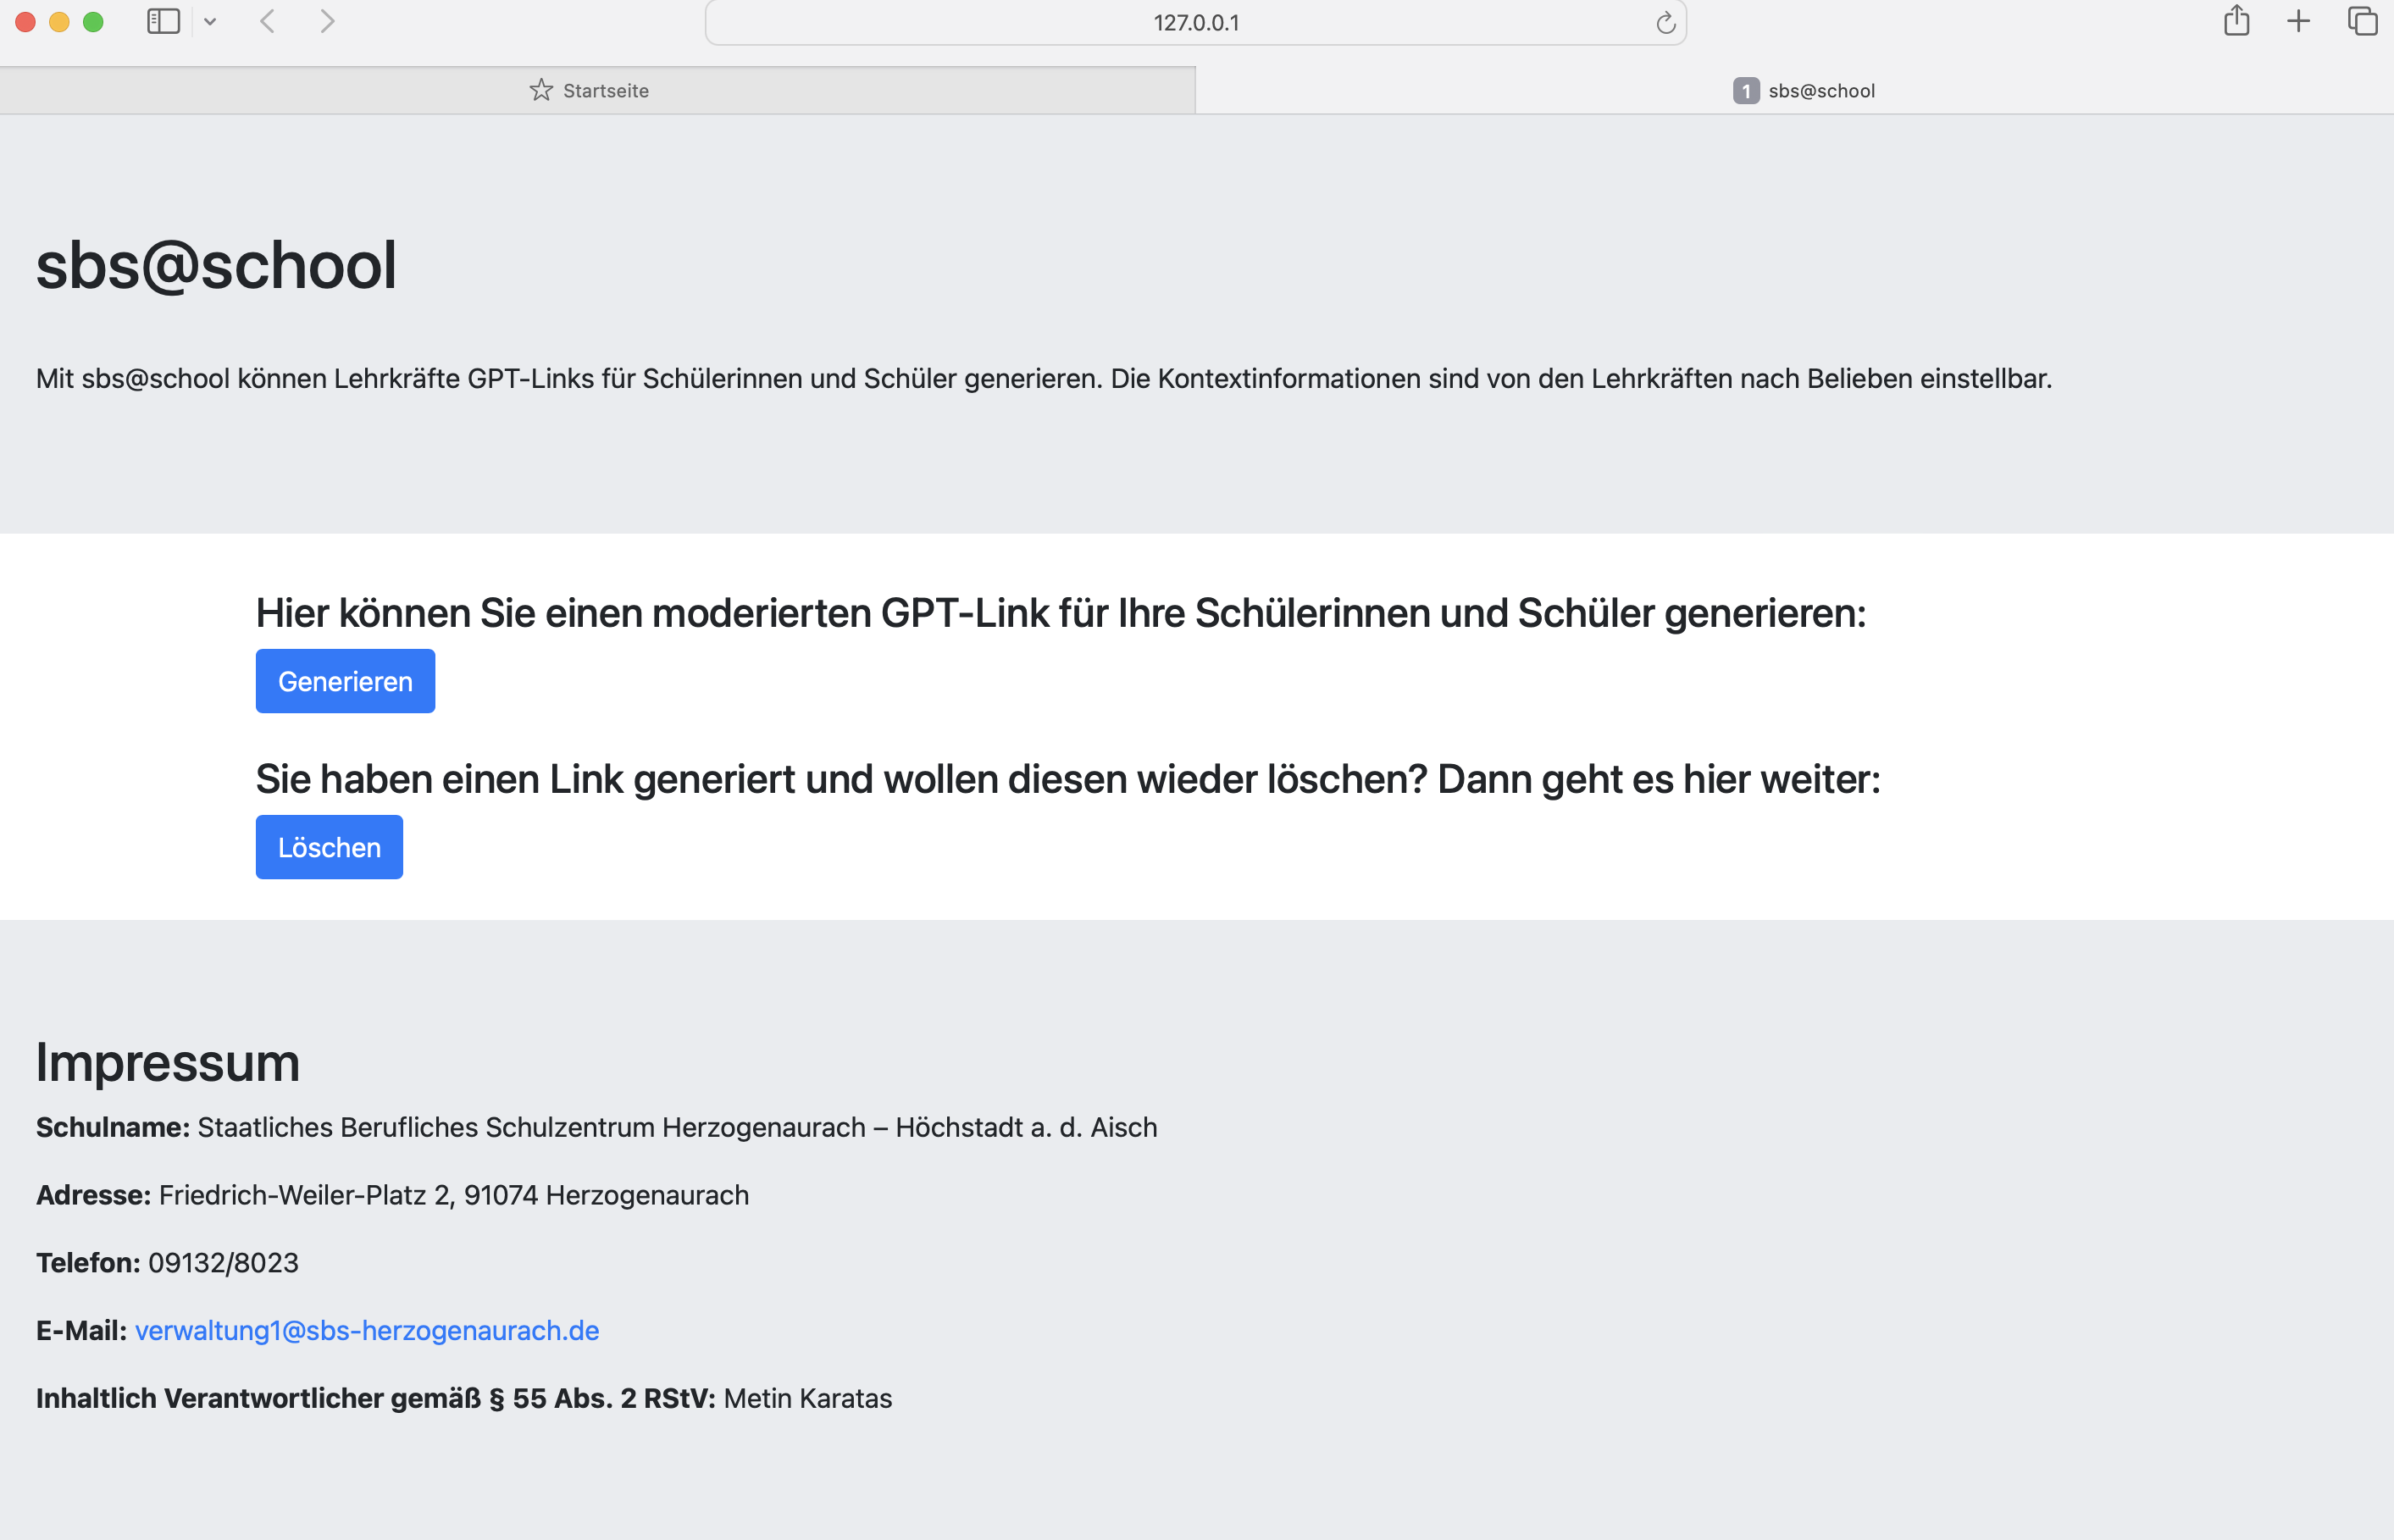 127.0.0.1
Startseite
1 sbs@school
sbs@school
Mit sbs@school können Lehrkräfte GPT-Links für Schülerinnen und Schüler generieren. Die Kontextinformationen sind von den Lehrkräften nach Belieben einstellbar.
Hier können Sie einen moderierten GPT-Link für Ihre Schülerinnen und Schüler generieren:
Generieren
Sie haben einen Link generiert und wollen diesen wieder löschen? Dann geht es hier weiter:
Löschen
Impressum
Schulname: Staatliches Berufliches Schulzentrum Herzogenaurach – Höchstadt a. d. Aisch
Adresse: Friedrich-Weiler-Platz 2, 91074 Herzogenaurach
Telefon: 09132/8023
E-Mail: verwaltung1@sbs-herzogenaurach.de
Inhaltlich Verantwortlicher gemäß § 55 Abs. 2 RStV: Metin Karatas